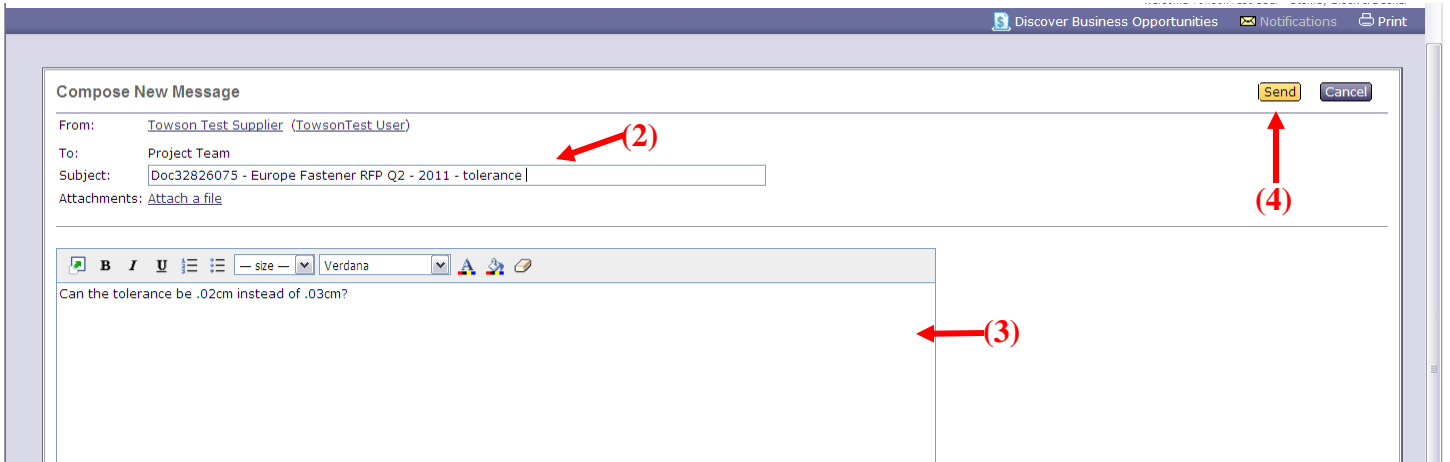 Discover Business Opportunities Notifications Print
Compose New Message Send Cancel
From: Towson Test Supplier (TowsonTest User)
(2)
To: Project Team
Subject: Doc32826075 - Europe Fastener RFP Q2 - 2011 - tolerance
Attachments: Attach a file
(4)
B I U — size — Verdana A
Can the tolerance be .02cm instead of .03cm?
(3)